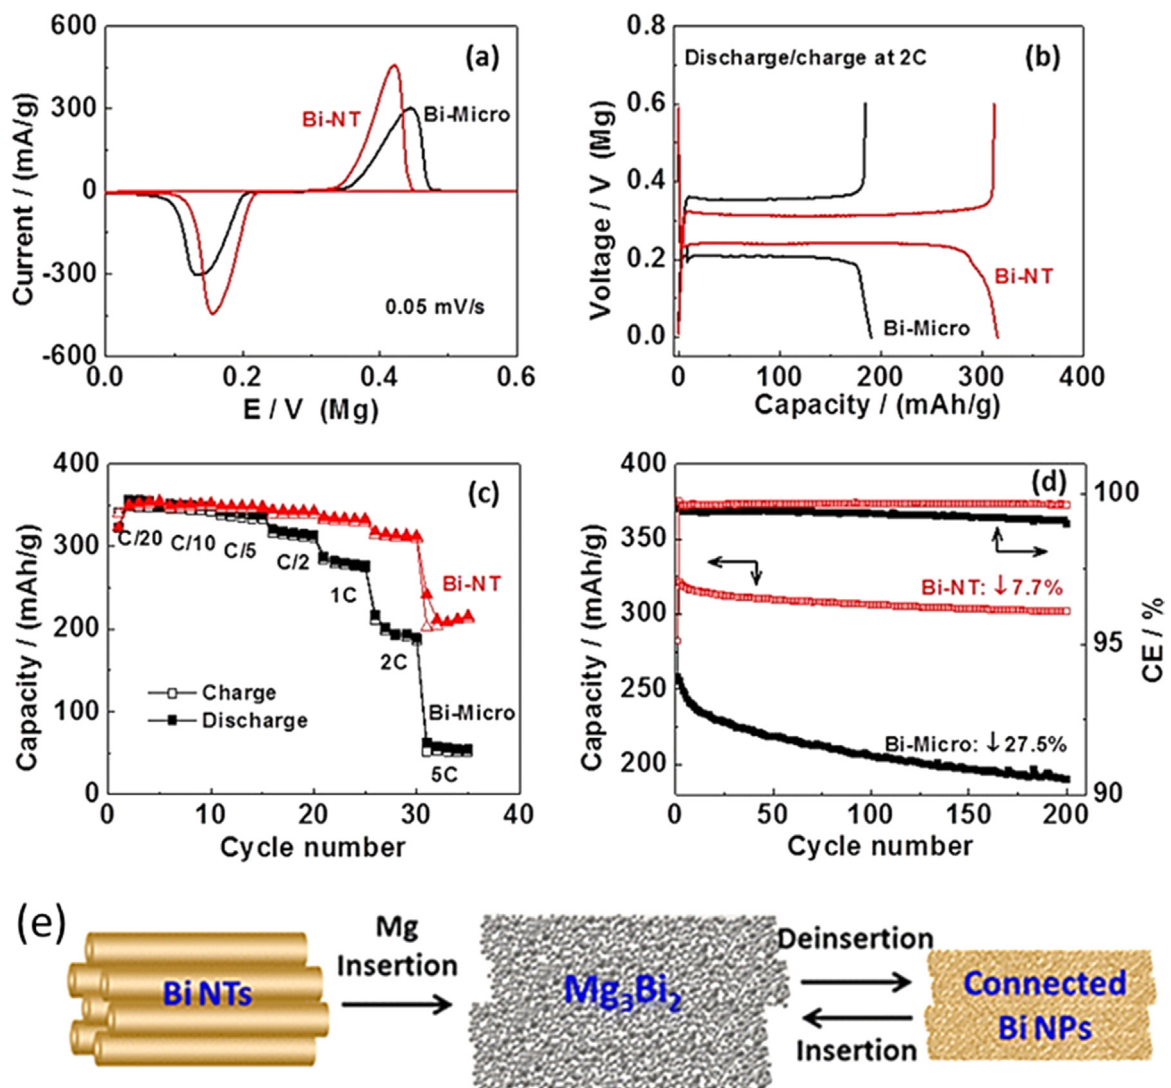 (a)
600
300
0
-300
-600
Current / (mA/g)
Bi-NT
Bi-Micro
0.05 mV/s
0.0
0.2
0.4
0.6
E / V (Mg)
(b)
Discharge/charge at 2C
0.8
0.6
0.4
0.2
0.0
Voltage / V (Mg)
Bi-NT
Bi-Micro
0
100
200
300
400
Capacity / (mAh/g)
(c)
400
300
200
100
0
Capacity / (mAh/g)
C/20
C/10
C/5
C/2
1C
2C
5C
Bi-NT
Bi-Micro
Charge
Discharge
0
10
20
30
40
Cycle number
(d)
400
350
300
250
200
Capacity / (mAh/g)
100
95
90
CE / %
Bi-NT: ↓7.7%
Bi-Micro: ↓27.5%
0
50
100
150
200
Cycle number
(e)
Bi NTs
Mg
Insertion
Mg₃Bi₂
Deinsertion
Insertion
Connected
Bi NPs